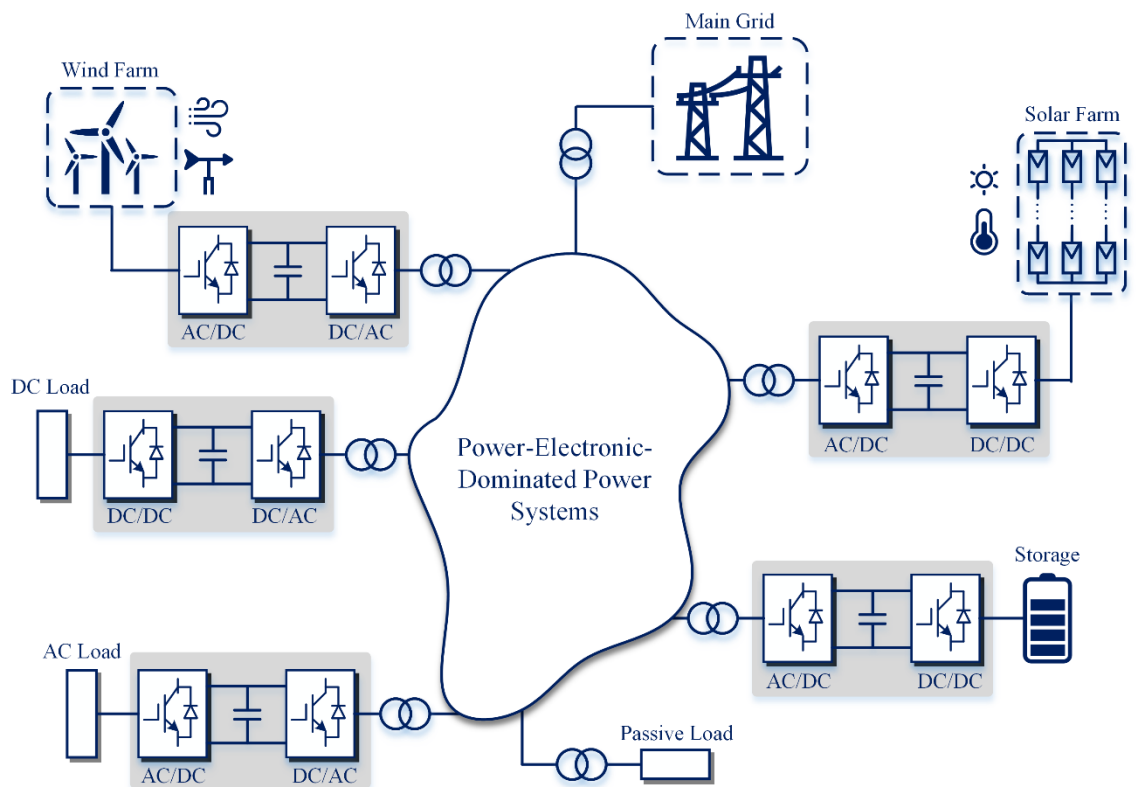 Main Grid
Wind Farm
Solar Farm
AC/DC
DC/AC
DC Load
AC/DC
DC/DC
Power-Electronic-
Dominated Power
Systems
DC/DC
DC/AC
Storage
AC Load
AC/DC
DC/DC
Passive Load
AC/DC
DC/AC